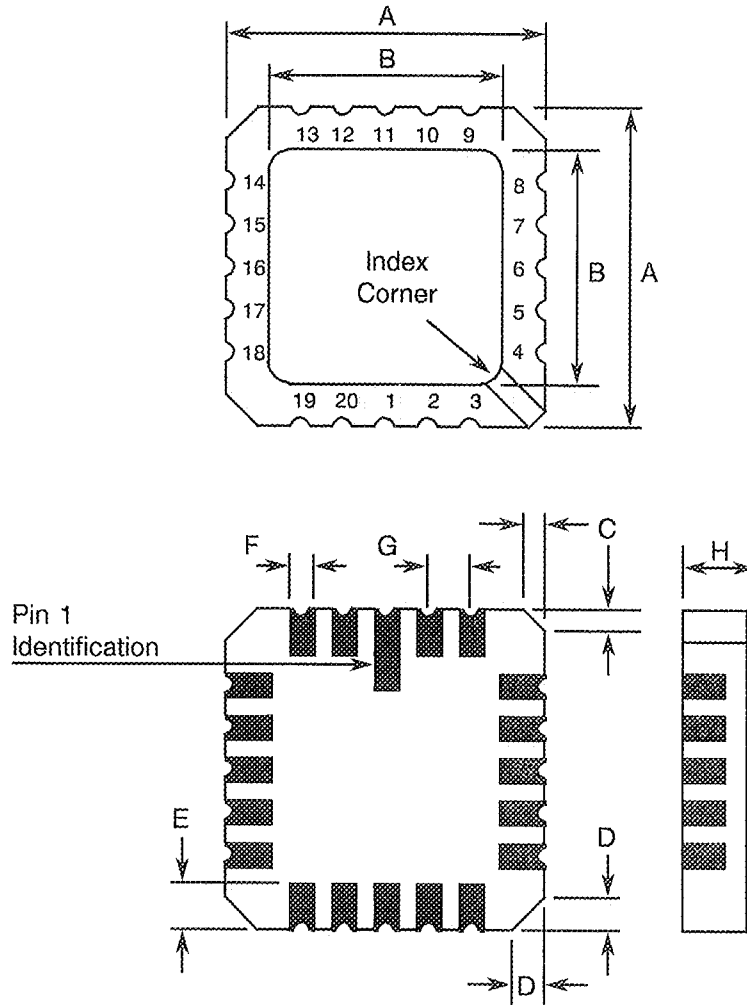 A
B
13 12 11 10 9
14 8
15 7
Index
Corner
16 6 B A
17 5
18 4
19 20 1 2 3
C
F G H
Pin 1
Identification
E D
D